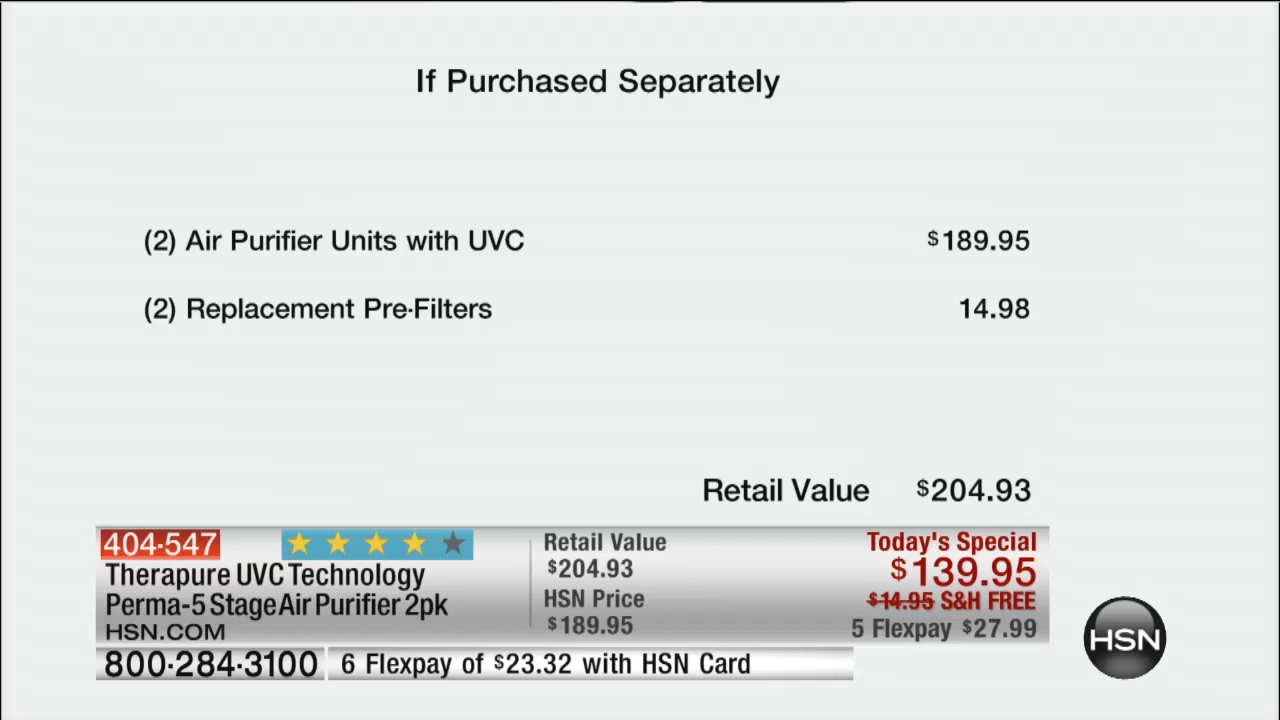 If Purchased Separately
(2) Air Purifier Units with UVC $189.95
(2) Replacement Pre-Filters 14.98
Retail Value $204.93
404-547
Therapure UVC Technology
Perma-5 Stage Air Purifier 2pk
HSN.COM
Retail Value
$204.93
HSN Price
$189.95
Today's Special
$139.95
$14.95 S&H FREE
5 Flexpay $27.99
HSN
800-284-3100 6 Flexpay of $23.32 with HSN Card